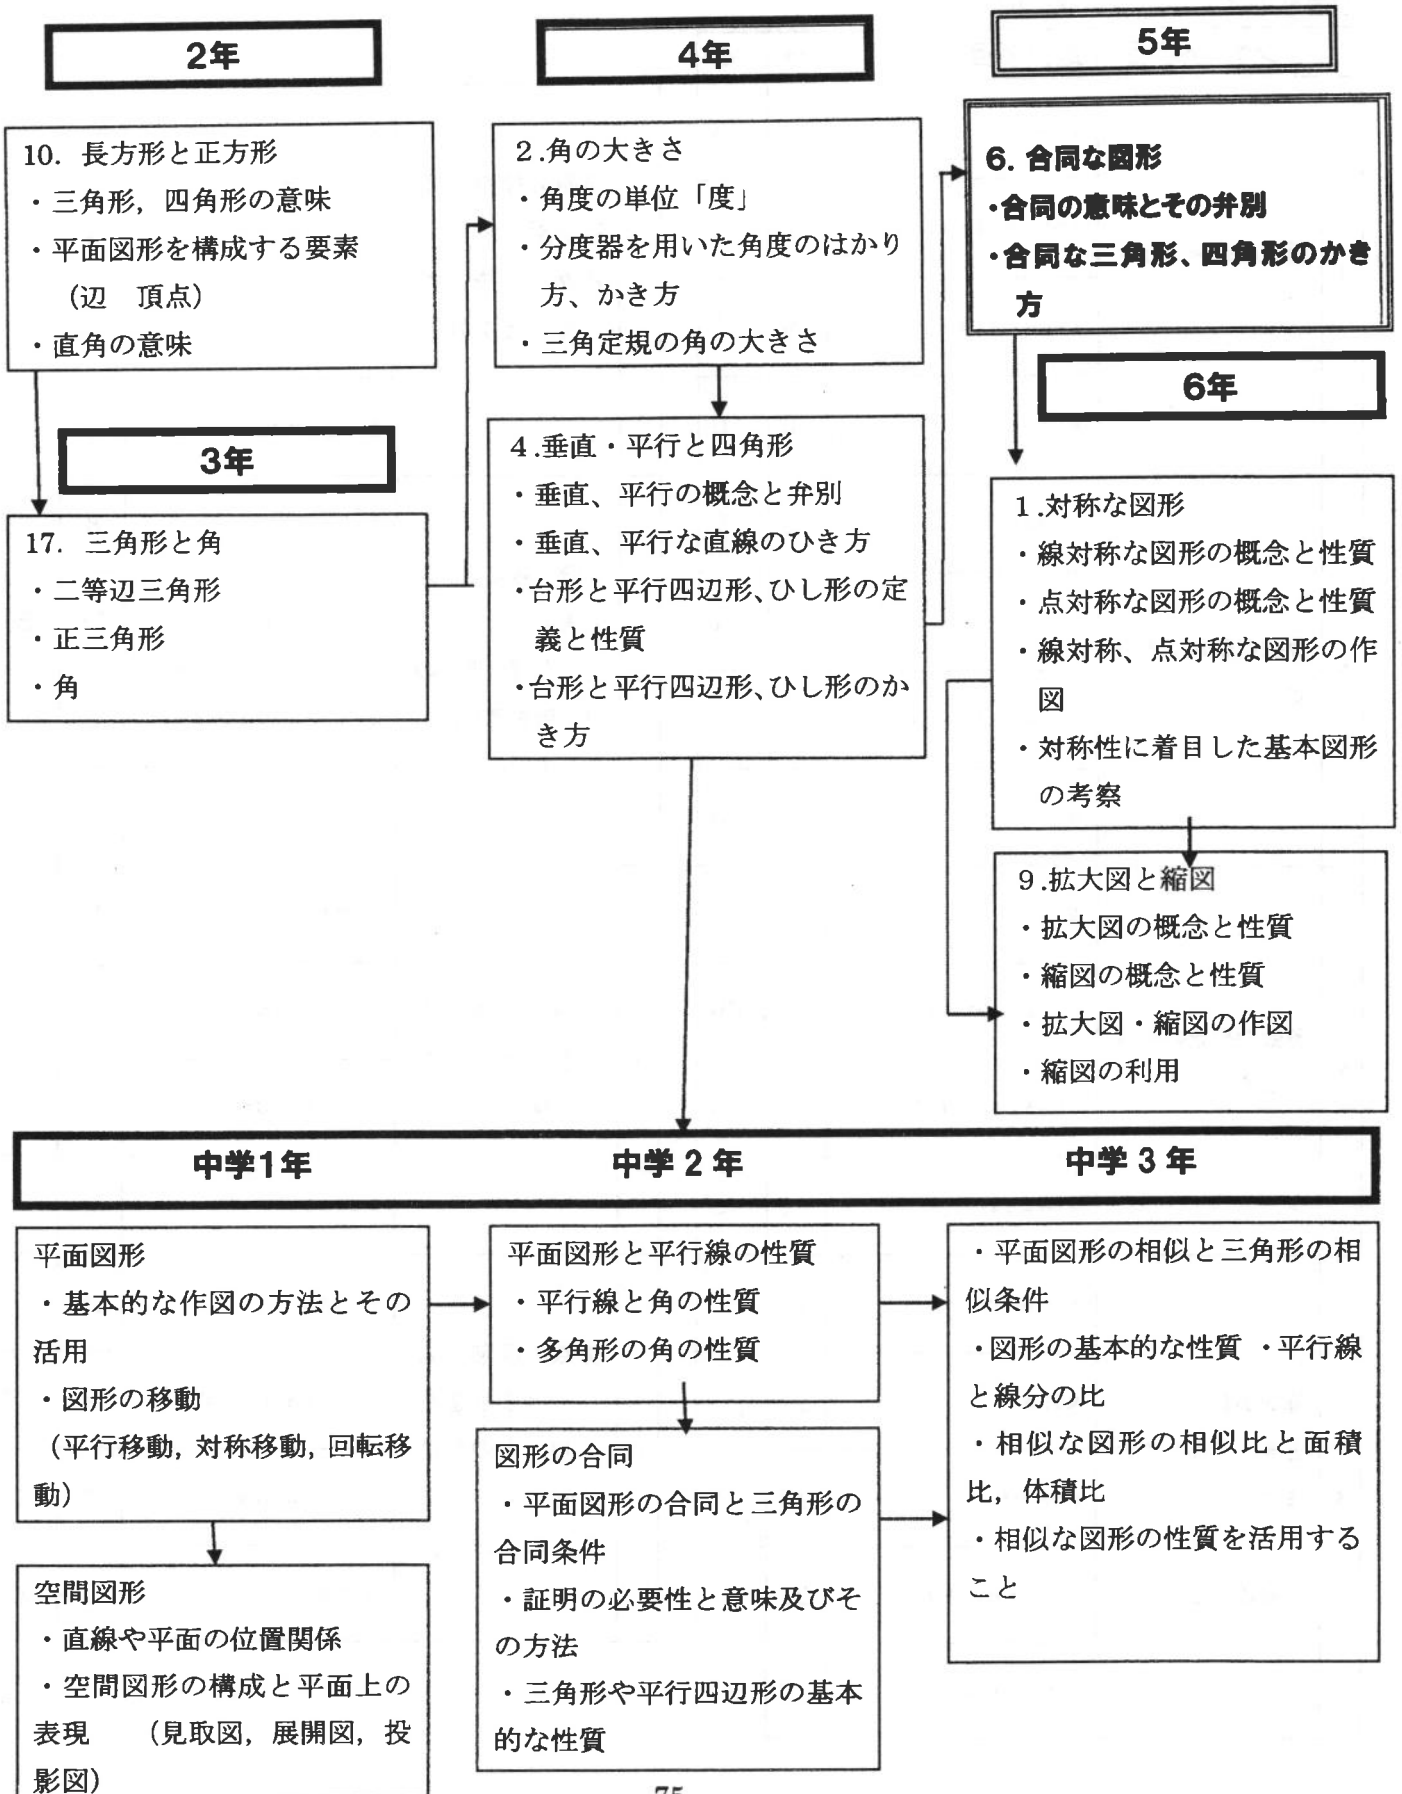 2年
10. 長方形と正方形
・三角形, 四角形の意味
・平面図形を構成する要素
（辺　頂点）
・直角の意味
3年
17. 三角形と角
・二等辺三角形
・正三角形
・角
4年
2.角の大きさ
・角度の単位「度」
・分度器を用いた角度のはかり
方、かき方
・三角定規の角の大きさ
4.垂直・平行と四角形
・垂直、平行の概念と弁別
・垂直、平行な直線のひき方
・台形と平行四辺形、ひし形の定
義と性質
・台形と平行四辺形、ひし形のか
き方
5年
6. 合同な図形
・合同の意味とその弁別
・合同な三角形、四角形のかき
方
6年
1.対称な図形
・線対称な図形の概念と性質
・点対称な図形の概念と性質
・線対称、点対称な図形の作
図
・対称性に着目した基本図形
の考察
9.拡大図と縮図
・拡大図の概念と性質
・縮図の概念と性質
・拡大図・縮図の作図
・縮図の利用
中学1年
中学2年
中学3年
平面図形
・基本的な作図の方法とその
活用
・図形の移動
（平行移動, 対称移動, 回転移
動）
空間図形
・直線や平面の位置関係
・空間図形の構成と平面上の
表現　（見取図, 展開図, 投
影図）
平面図形と平行線の性質
・平行線と角の性質
・多角形の角の性質
図形の合同
・平面図形の合同と三角形の
合同条件
・証明の必要性と意味及びそ
の方法
・三角形や平行四辺形の基本
的な性質
・平面図形の相似と三角形の相
似条件
・図形の基本的な性質 ・平行線
と線分の比
・相似な図形の相似比と面積
比, 体積比
・相似な図形の性質を活用する
こと